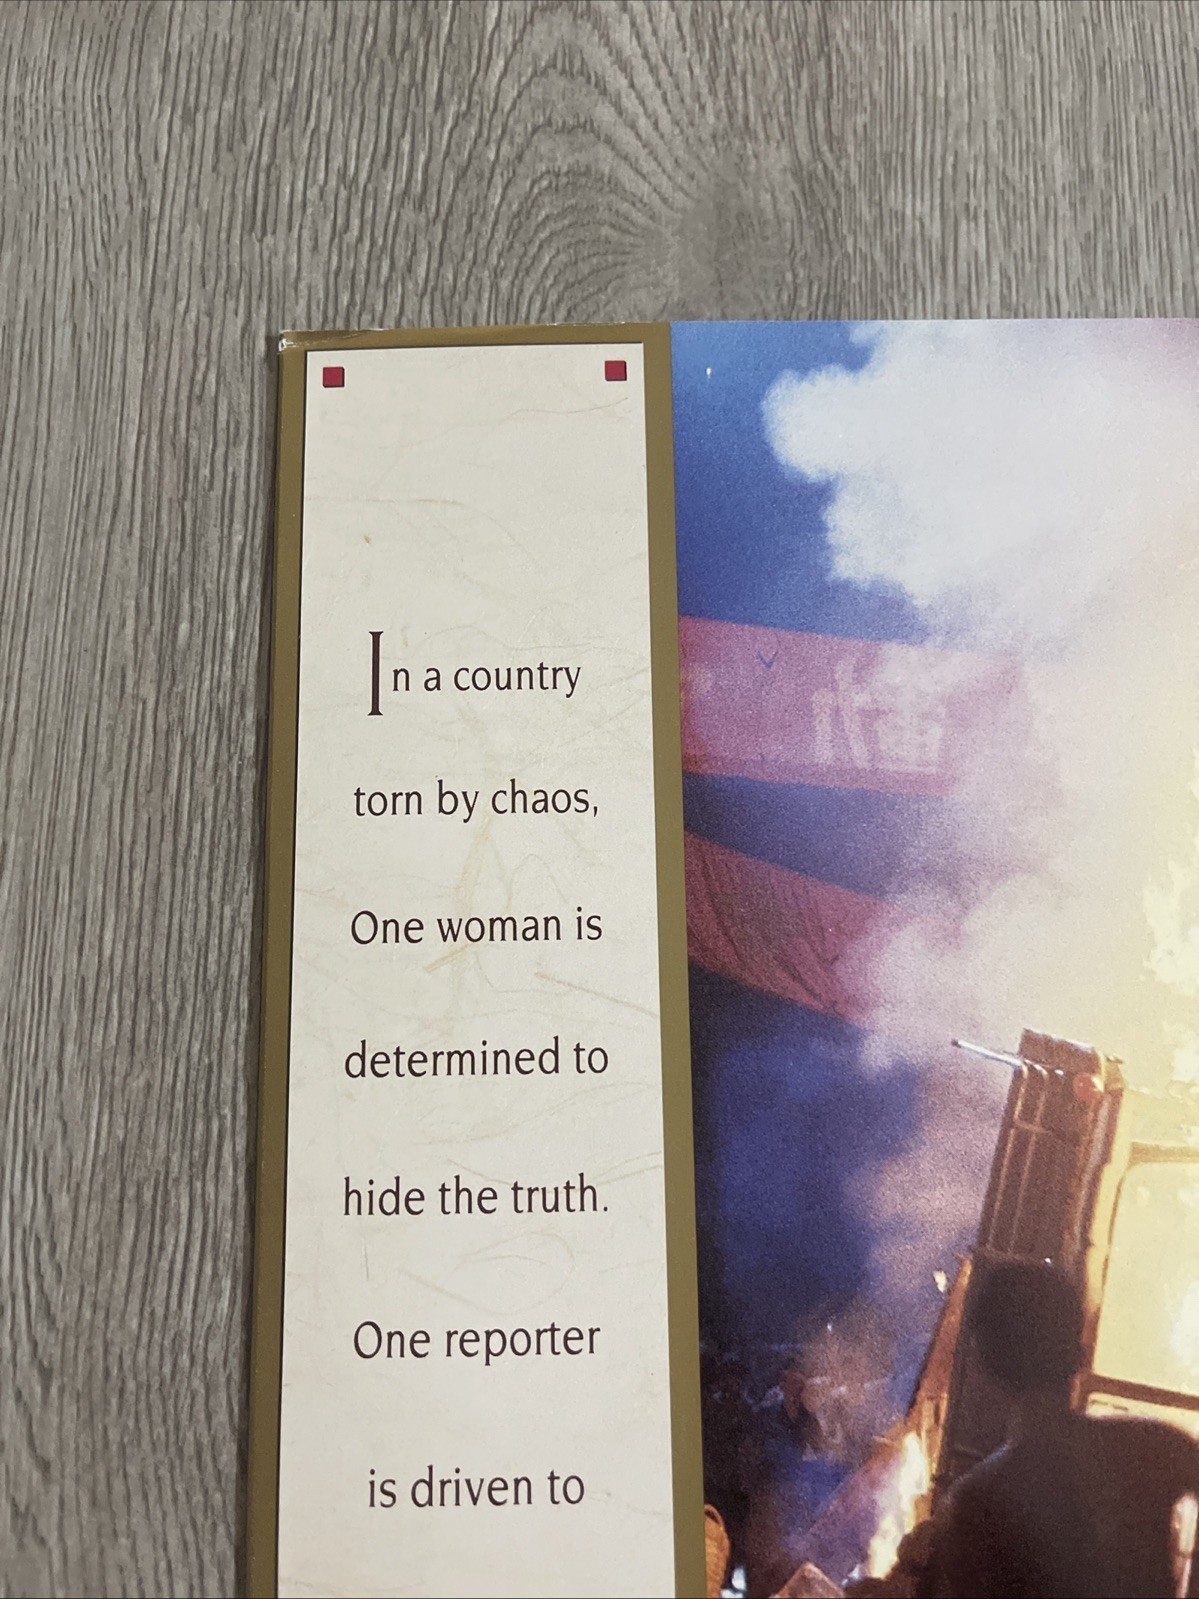 In a country
torn by chaos,
One woman is
determined to
hide the truth.
One reporter
is driven to